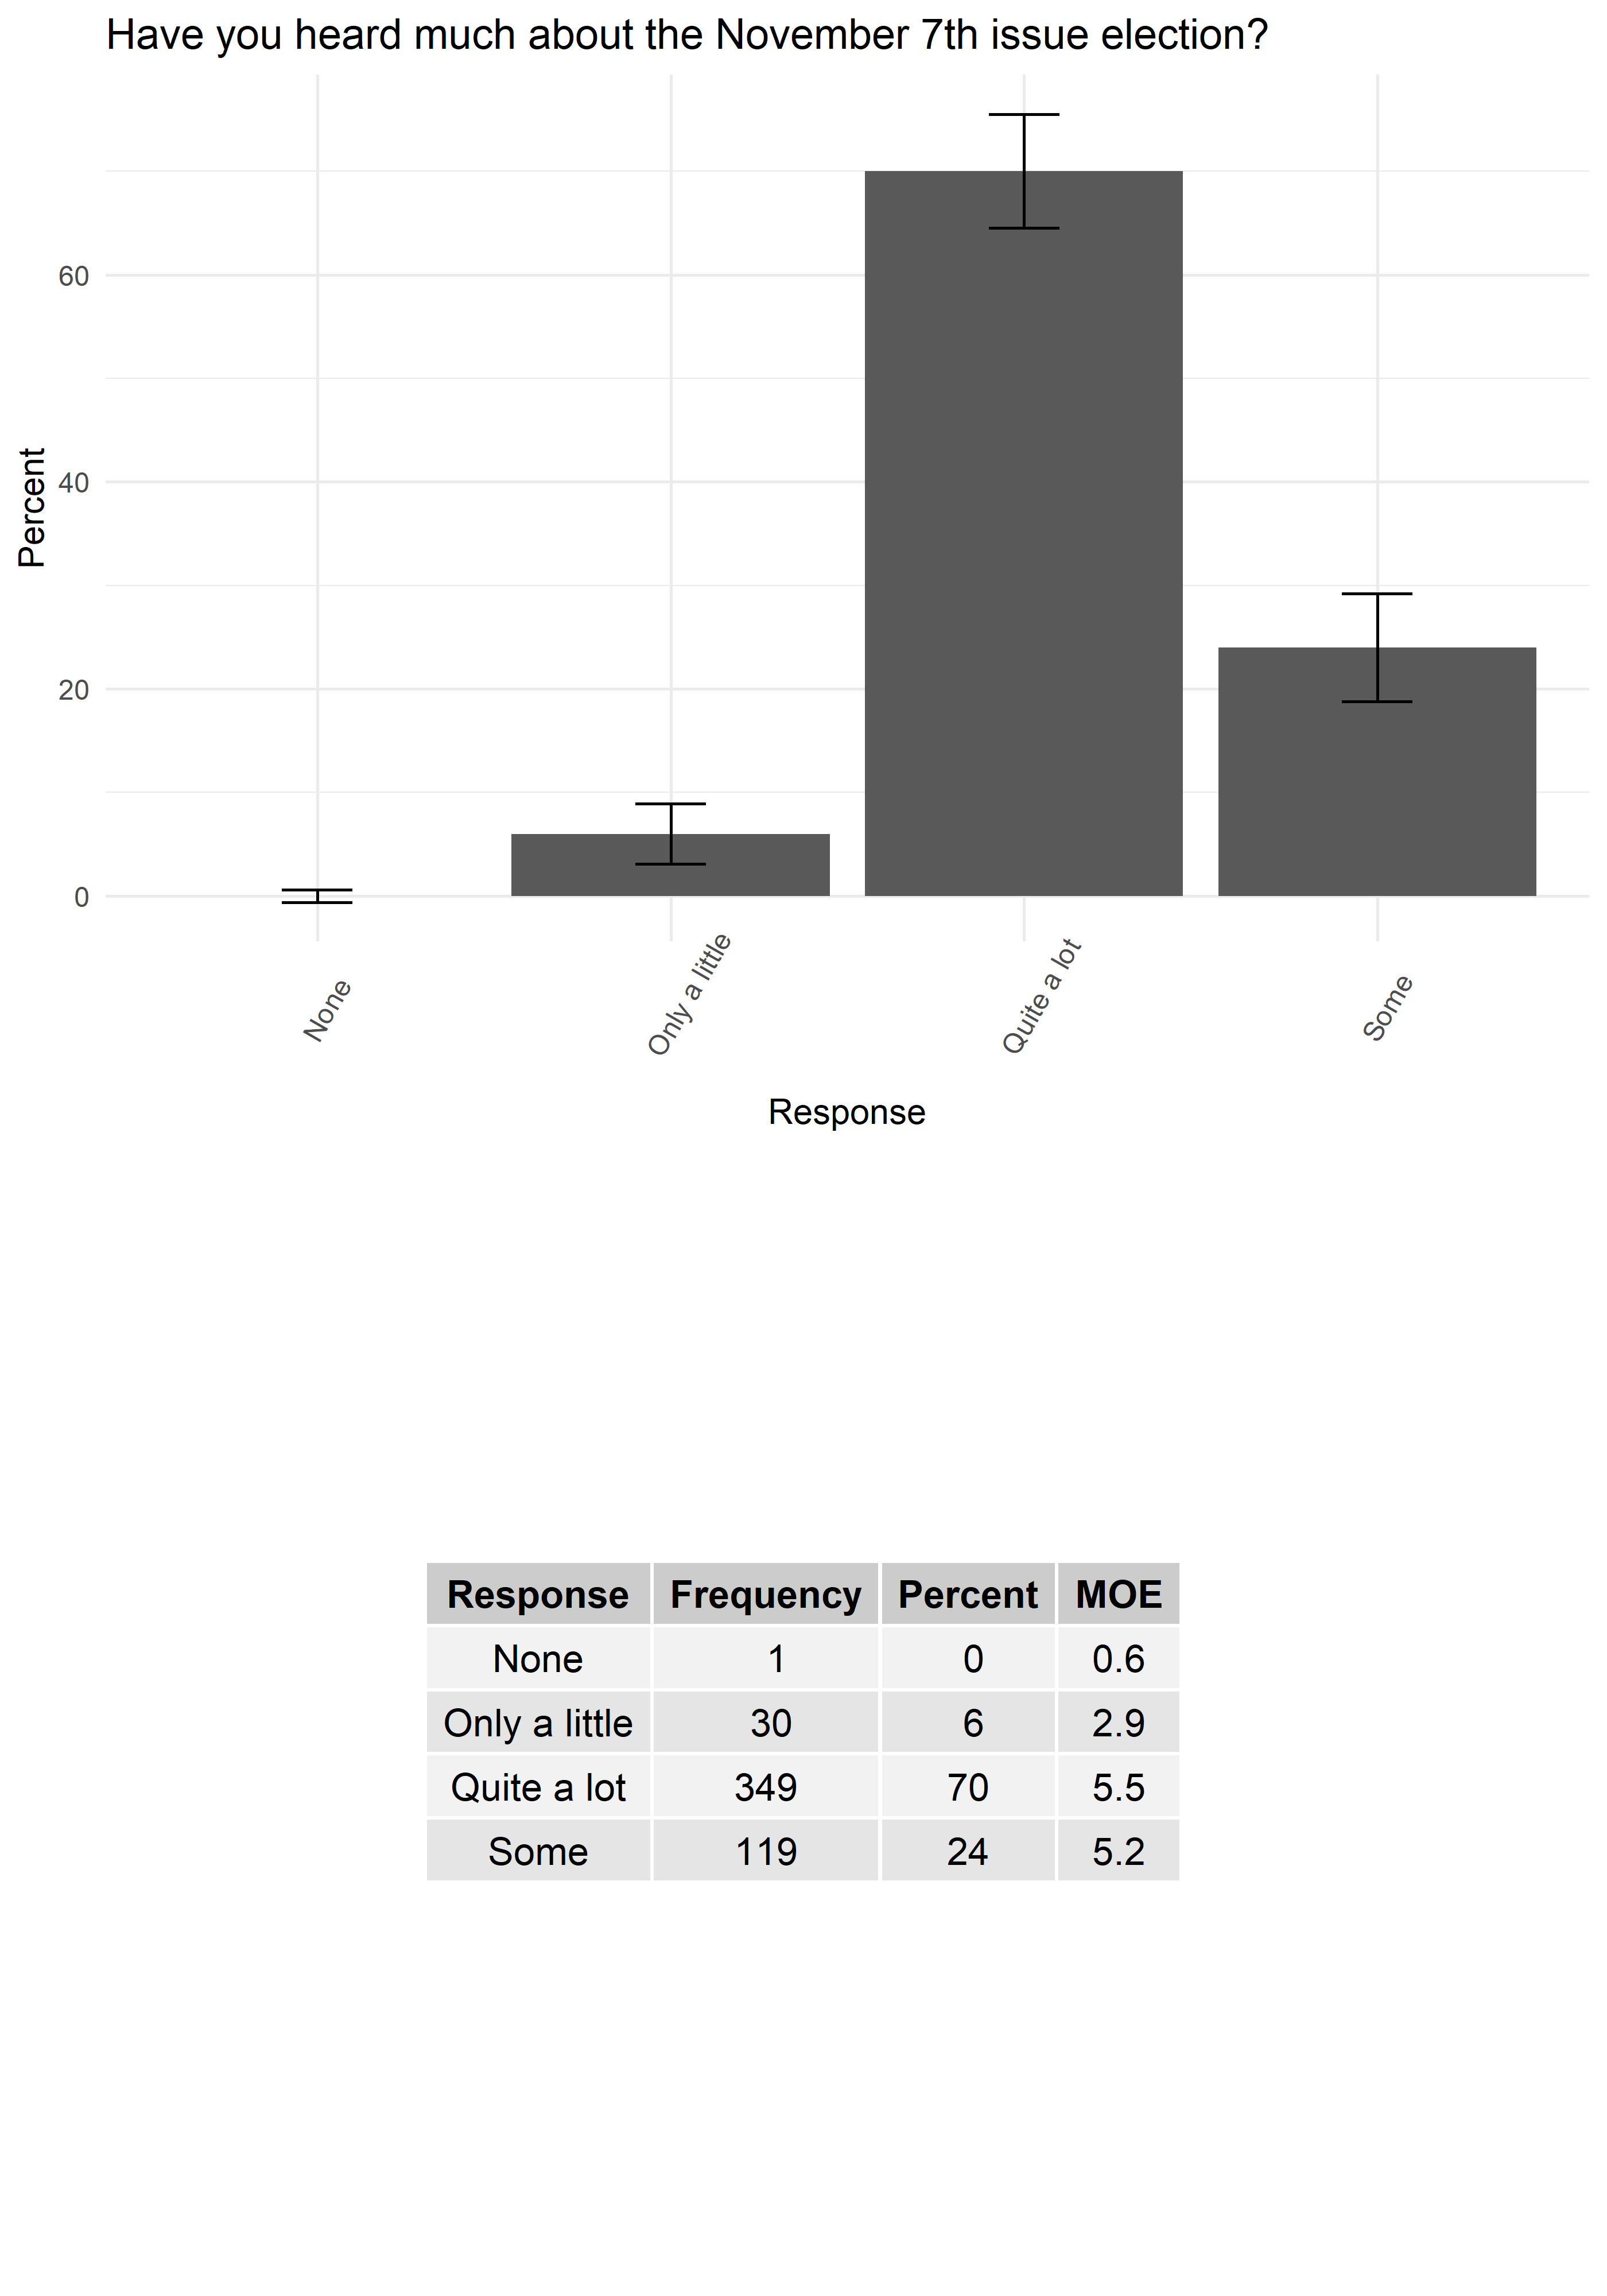 Have you heard much about the November 7th issue election?
Percent
60
40
20
0
None
Only a little
Quite a lot
Some
Response
Response Frequency Percent MOE
None 1 0 0.6
Only a little 30 6 2.9
Quite a lot 349 70 5.5
Some 119 24 5.2